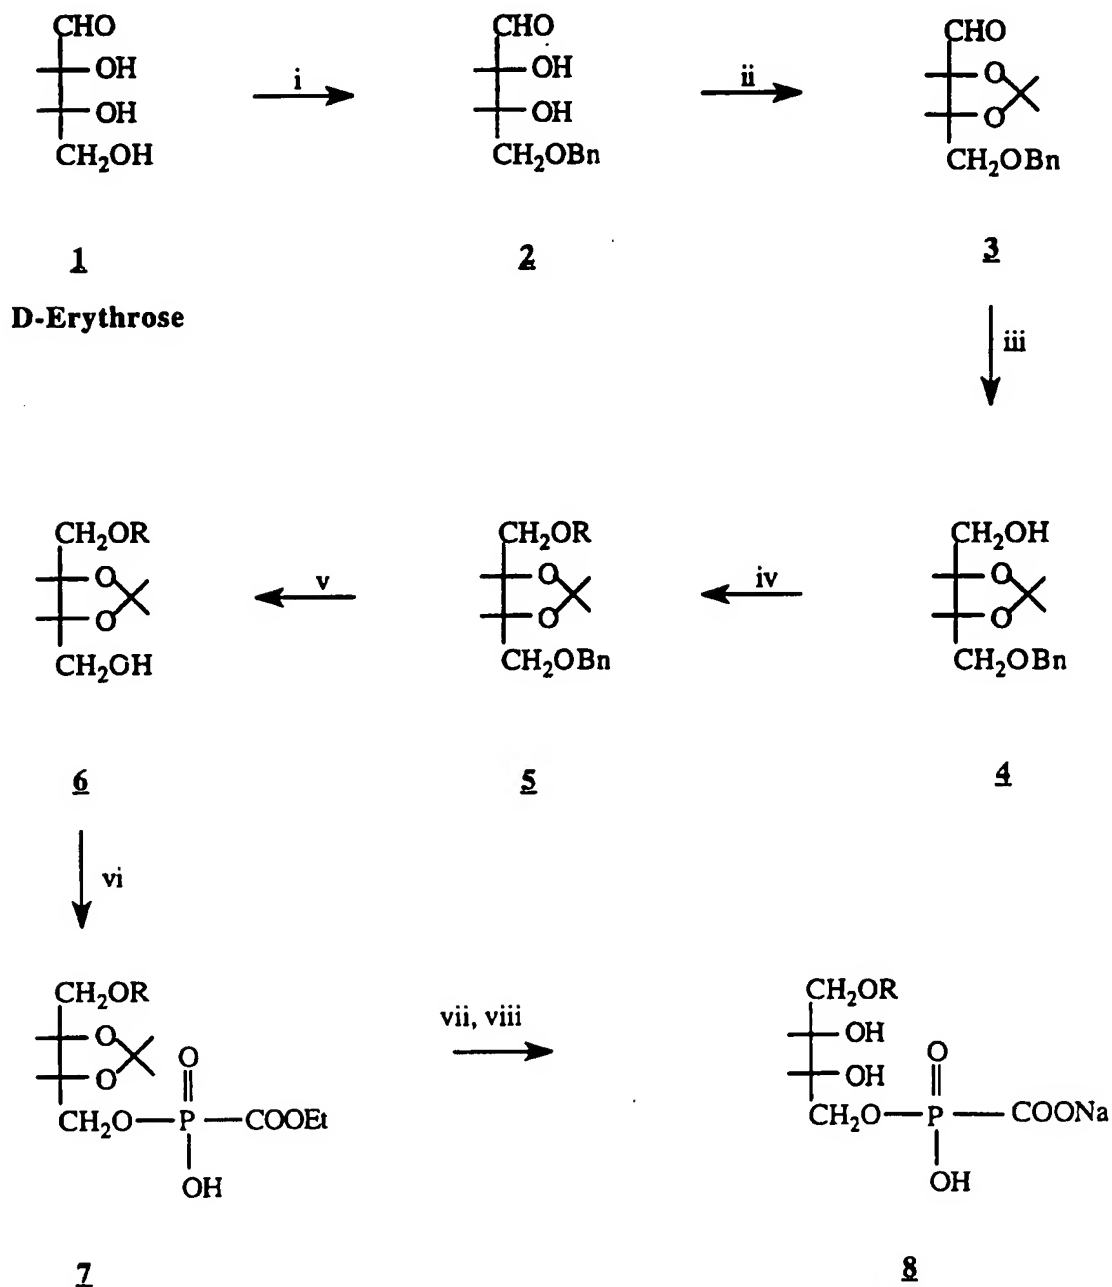 CHO
OH
OH
CH2OH
1
D-Erythrose
i
CHO
OH
OH
CH2OBn
2
ii
CHO
O
O
CH2OBn
3
iii
CH2OH
O
O
CH2OBn
4
iv
CH2OR
O
O
CH2OBn
5
v
CH2OR
O
O
CH2OH
6
vi
CH2OR
O
O
O
CH2O—P—COOEt
OH
7
vii, viii
CH2OR
OH
OH
O
CH2O—P—COONa
OH
8